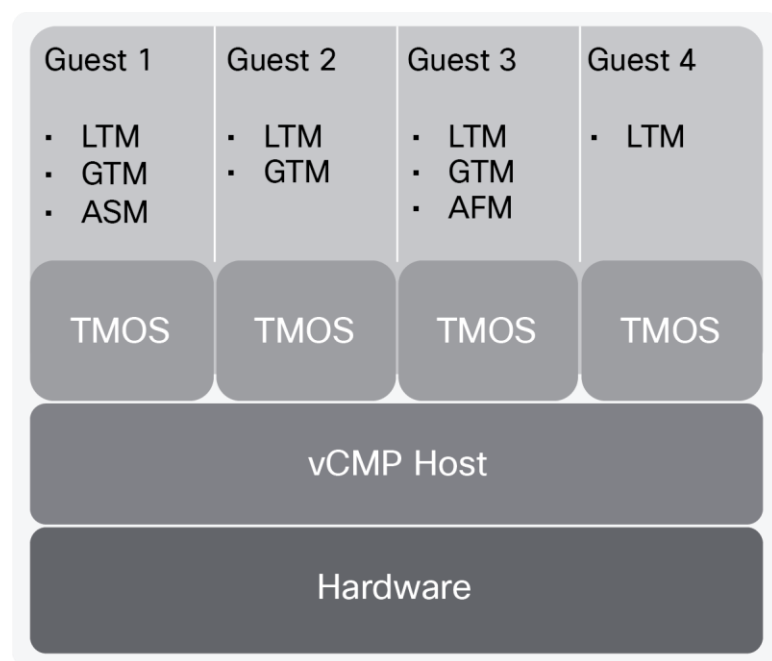 Guest 1
· LTM
· GTM
· ASM
Guest 2
· LTM
· GTM
Guest 3
· LTM
· GTM
· AFM
Guest 4
· LTM
TMOS
TMOS
TMOS
TMOS
vCMP Host
Hardware